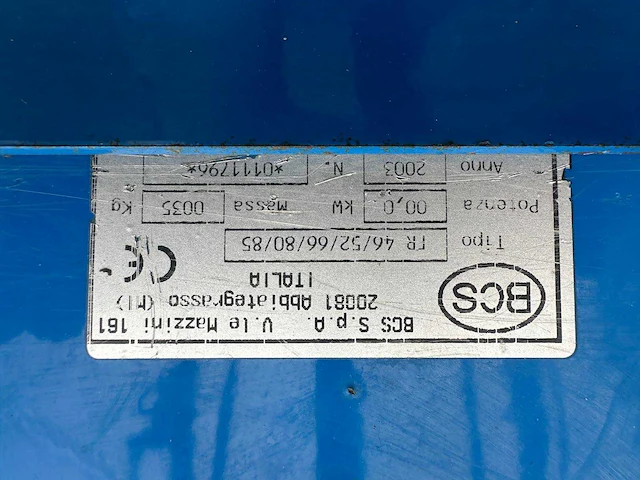 BCS S.p.A. V.le Mazzini 161
20081 Abbiategrasso (MI)
ITALIA
BCS
CE
Tipo FR 46/52/66/80/85
Potenza 00,0 kW massa 0035 Kg
Anno 2003 N. *0111796*